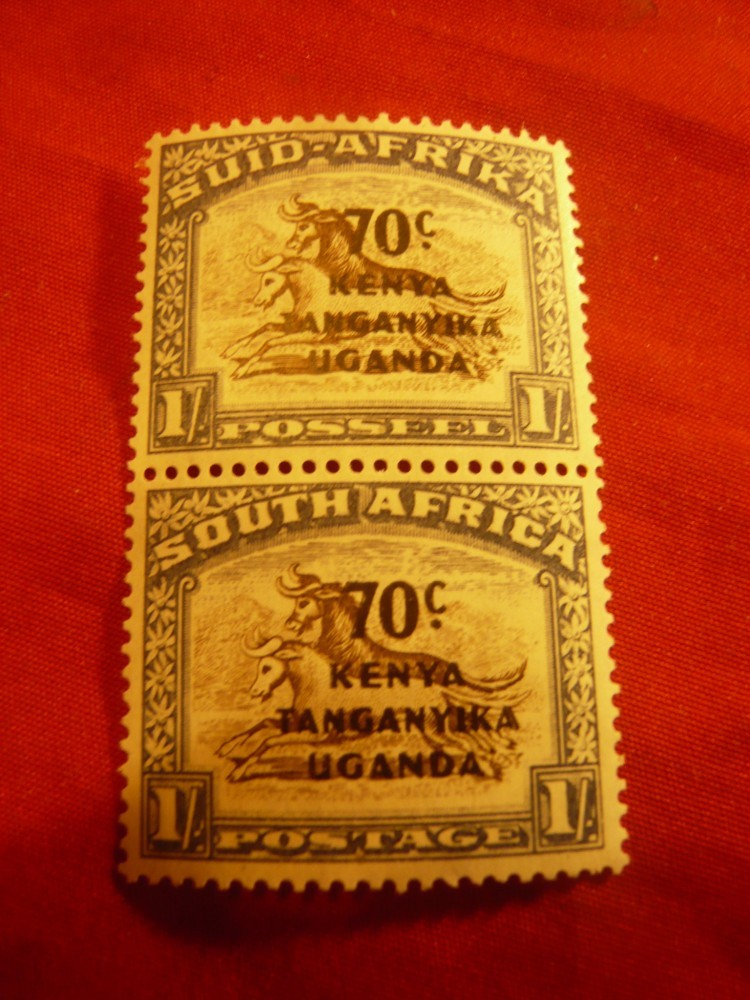 SUID-AFRIKA
70c
KENYA
TANGANYIKA
UGANDA
1/- POSSEEL 1/-
SOUTH AFRICA
70c
KENYA
TANGANYIKA
UGANDA
1/- POSTAGE 1/-